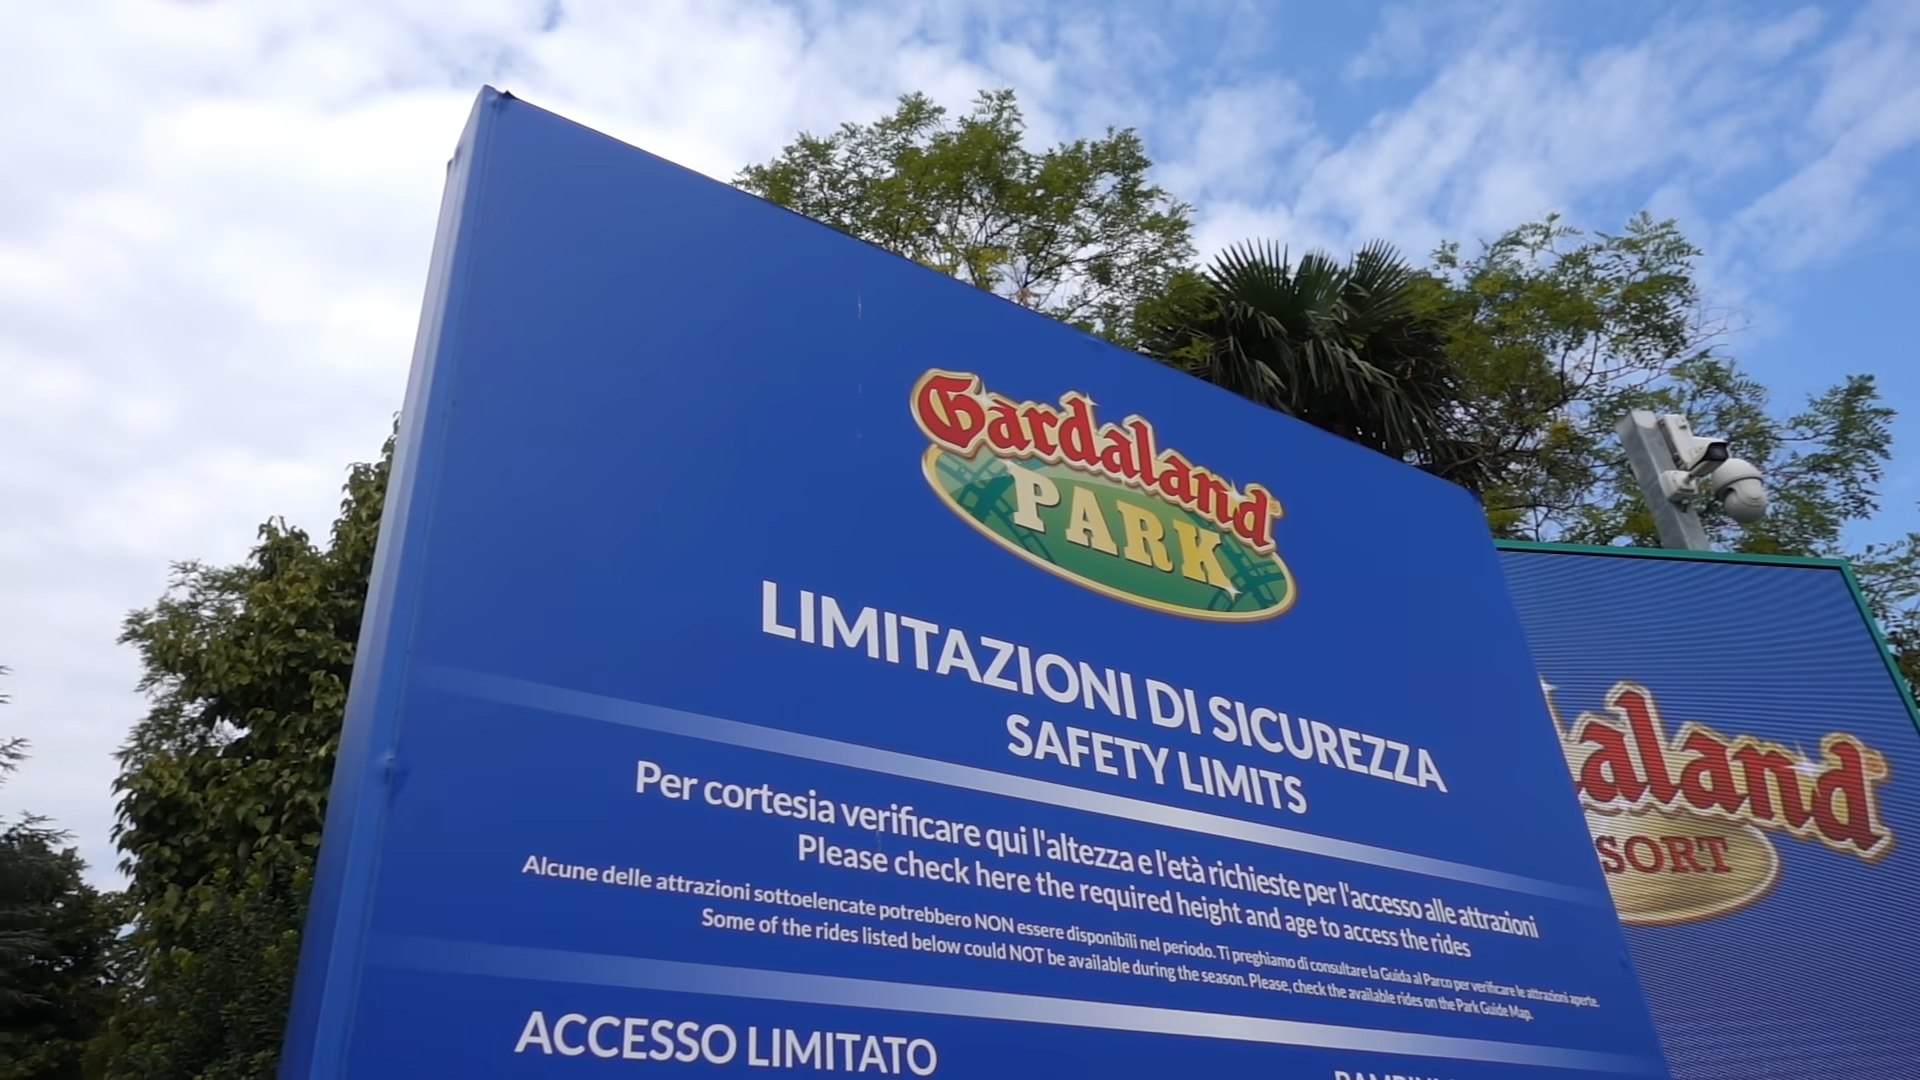 Gardaland
PARK
LIMITAZIONI DI SICUREZZA
SAFETY LIMITS
Per cortesia verificare qui l'altezza e l'età richieste per l'accesso alle attrazioni
Please check here the required height and age to access the rides
Alcune delle attrazioni sottoelencate potrebbero NON essere disponibili nel periodo. Ti preghiamo di consultare la Guida al Parco per verificare le attrazioni aperte.
Some of the rides listed below could NOT be available during the season. Please, check the available rides on the Park Guide Map.
ACCESSO LIMITATO
daland
SORT